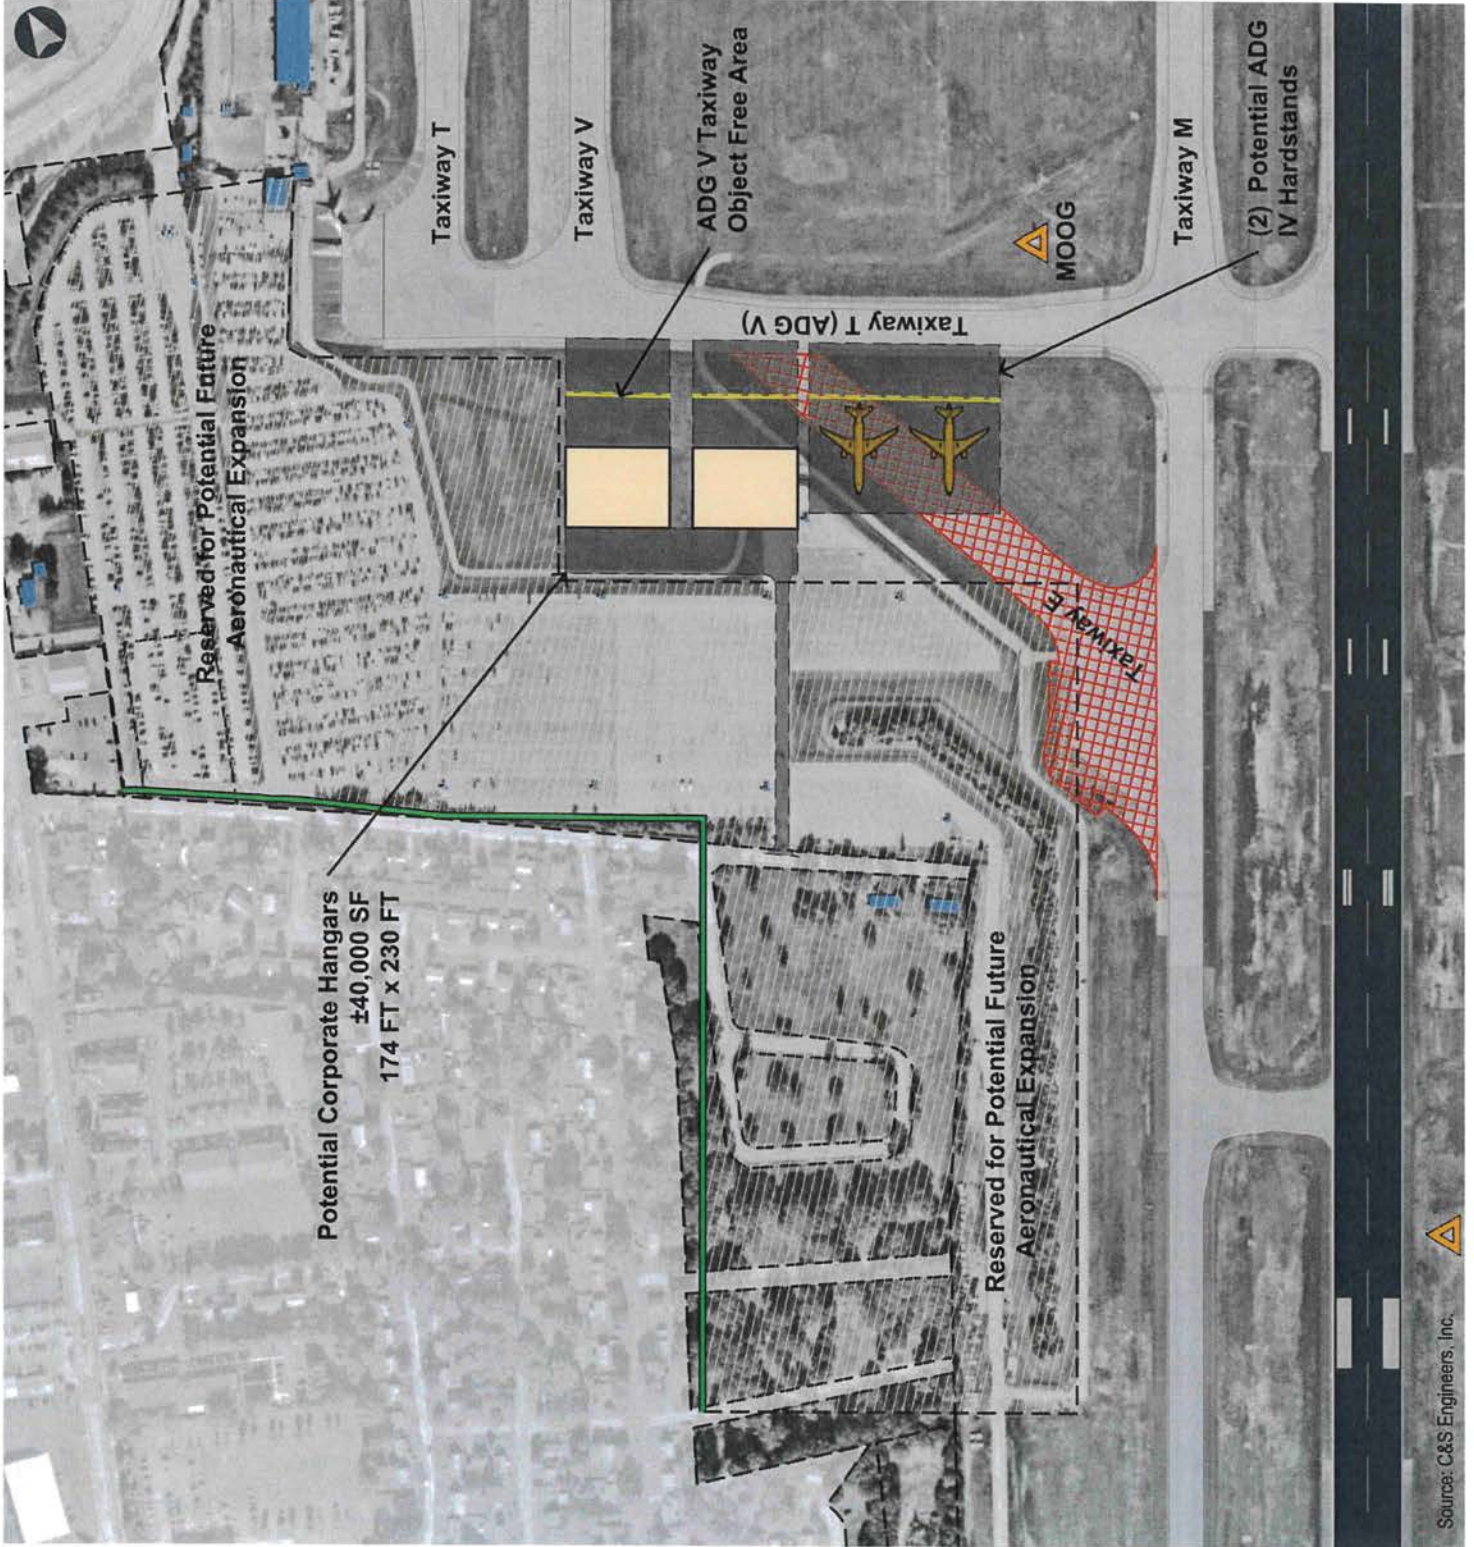 Reserved for Potential Future
Aeronautical Expansion
Taxiway T
Taxiway V
ADG V Taxiway
Object Free Area
MOOG
Taxiway M
(2) Potential ADG
IV Hardstands
Taxiway T (ADG V)
Taxiway E
Potential Corporate Hangars
±40,000 SF
174 FT x 230 FT
Reserved for Potential Future
Aeronautical Expansion
Source: C&S Engineers, Inc.